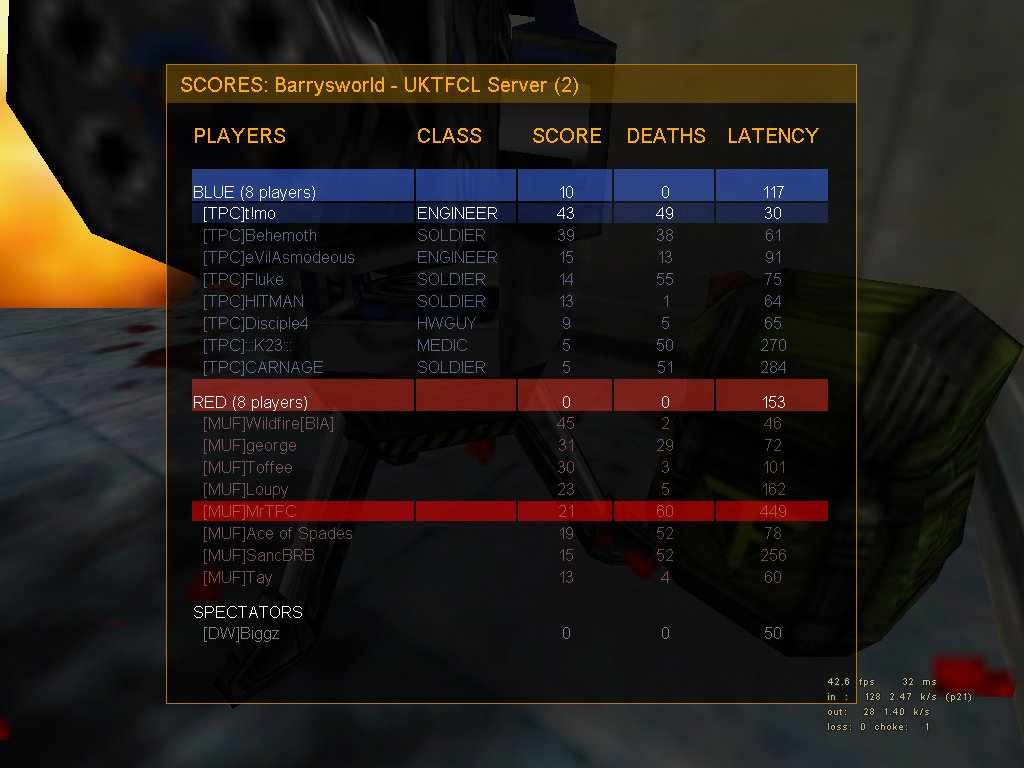 SCORES: Barrysworld - UKTFCL Server (2)
PLAYERS CLASS SCORE DEATHS LATENCY
BLUE (8 players) 10 0 117
[TPC]t!mo ENGINEER 43 49 30
[TPC]Behemoth SOLDIER 39 38 61
[TPC]eVilAsmodeous ENGINEER 15 13 91
[TPC]Fluke SOLDIER 14 55 75
[TPC]HITMAN SOLDIER 13 1 64
[TPC]Disciple4 HWGUY 9 5 65
[TPC]:::K23::: MEDIC 5 50 270
[TPC]CARNAGE SOLDIER 5 51 284
RED (8 players) 0 0 153
[MUF]Wildfire[BIA] 45 2 46
[MUF]george 31 29 72
[MUF]Toffee 30 3 101
[MUF]Loupy 23 5 162
[MUF]MrTFC 21 60 449
[MUF]Ace of Spades 19 52 78
[MUF]SancBRB 15 52 256
[MUF]Tay 13 4 60
SPECTATORS
[DW]Biggz 0 0 50
42.6 fps 32 ms
in : 128 2.47 k/s (p21)
out: 28 1.40 k/s
loss: 0 choke: 1